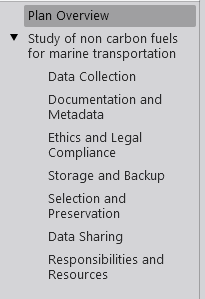 Plan Overview
Study of non carbon fuels
for marine transportation
Data Collection
Documentation and
Metadata
Ethics and Legal
Compliance
Storage and Backup
Selection and
Preservation
Data Sharing
Responsibilities and
Resources